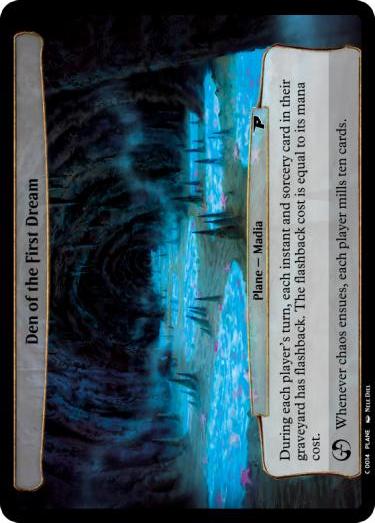 Den of the First Dream
Plane — Madia
P
During each player's turn, each instant and sorcery card in their
graveyard has flashback. The flashback cost is equal to its mana
cost.
Whenever chaos ensues, each player mills ten cards.
C 0014 PLANE Nele Diel